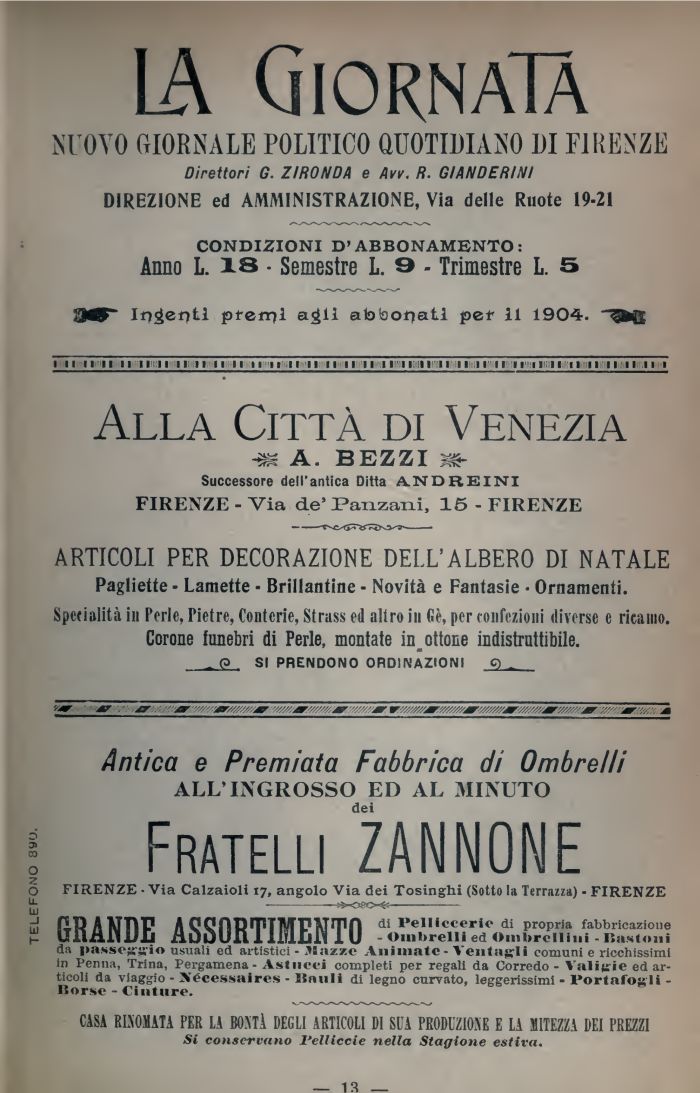 LA GIORNATA
NUOVO GIORNALE POLITICO QUOTIDIANO DI FIRENZE
Direttori G. ZIRONDA e Avv. R. GIANDERINI
DIREZIONE ed AMMINISTRAZIONE, Via delle Ruote 19-21
CONDIZIONI D'ABBONAMENTO:
Anno L. 18 - Semestre L. 9 - Trimestre L. 5
Ingenti premi agli abbonati per il 1904.
ALLA CITTÀ DI VENEZIA
A. BEZZI
Successore dell'antica Ditta ANDREINI
FIRENZE - Via de' Panzani, 15 - FIRENZE
ARTICOLI PER DECORAZIONE DELL'ALBERO DI NATALE
Pagliette - Lamette - Brillantine - Novità e Fantasie - Ornamenti.
Specialità in Perle, Pietre, Conterie, Strass ed altro in Gè, per confezioni diverse e ricamo.
Corone funebri di Perle, montate in ottone indistruttibile.
SI PRENDONO ORDINAZIONI
Antica e Premiata Fabbrica di Ombrelli
ALL'INGROSSO ED AL MINUTO
dei
FRATELLI ZANNONE
FIRENZE - Via Calzaioli 17, angolo Via dei Tosinghi (Sotto la Terrazza) - FIRENZE
GRANDE ASSORTIMENTO di Pelliccerie di propria fabbricazione
- Ombrelli ed Ombrellini - Bastoni
da passeggio usuali ed artistici - Mazze Animate - Ventagli comuni e ricchissimi
in Penna, Trina, Pergamena - Astucci completi per regali da Corredo - Valigie ed ar-
ticoli da viaggio - Nécessaires - Bauli di legno curvato, leggerissimi - Portafogli -
Borse - Cinture.
CASA RINOMATA PER LA BONTÀ DEGLI ARTICOLI DI SUA PRODUZIONE E LA MITEZZA DEI PREZZI
Si conservano Pelliccie nella Stagione estiva.
TELEFONO 890.
— 13 —